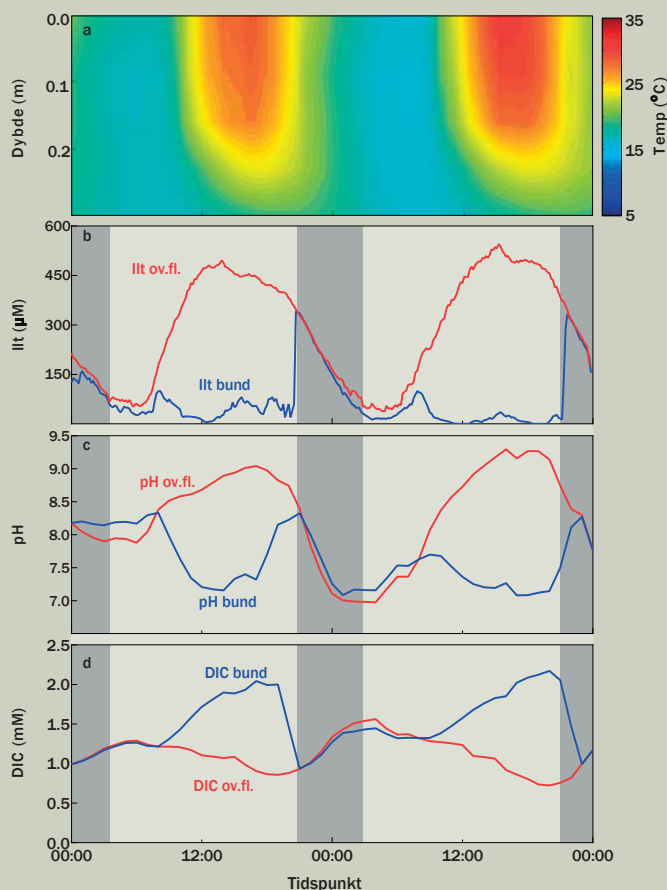 a
0.0
0.1
0.2
Dybde (m)
35
25
15
5
Temp (°C)
b
600
450
300
150
Ilt (µM)
Ilt ov.fl.
Ilt bund
c
9.5
9.0
8.5
8.0
7.5
7.0
pH
pH ov.fl.
pH bund
d
2.5
2.0
1.5
1.0
0.5
0.0
DIC (mM)
DIC bund
DIC ov.fl.
00:00 12:00 00:00 12:00 00:00
Tidspunkt